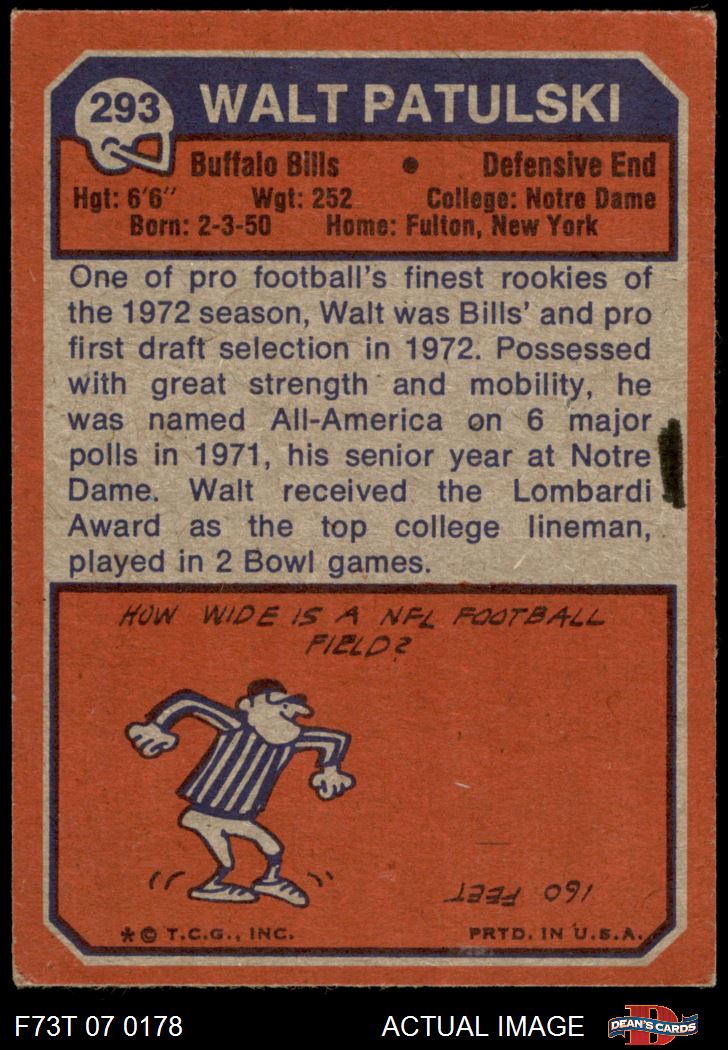 293 WALT PATULSKI
Buffalo Bills • Defensive End
Hgt: 6'6" Wgt: 252 College: Notre Dame
Born: 2-3-50 Home: Fulton, New York
One of pro football's finest rookies of
the 1972 season, Walt was Bills' and pro
first draft selection in 1972. Possessed
with great strength and mobility, he
was named All-America on 6 major
polls in 1971, his senior year at Notre
Dame. Walt received the Lombardi
Award as the top college lineman,
played in 2 Bowl games.
HOW WIDE IS A NFL FOOTBALL
FIELD?
160 FEET
* © T.C.G., INC. PRTD. IN U.S.A.
F73T 07 0178 ACTUAL IMAGE DEAN'S CARDS